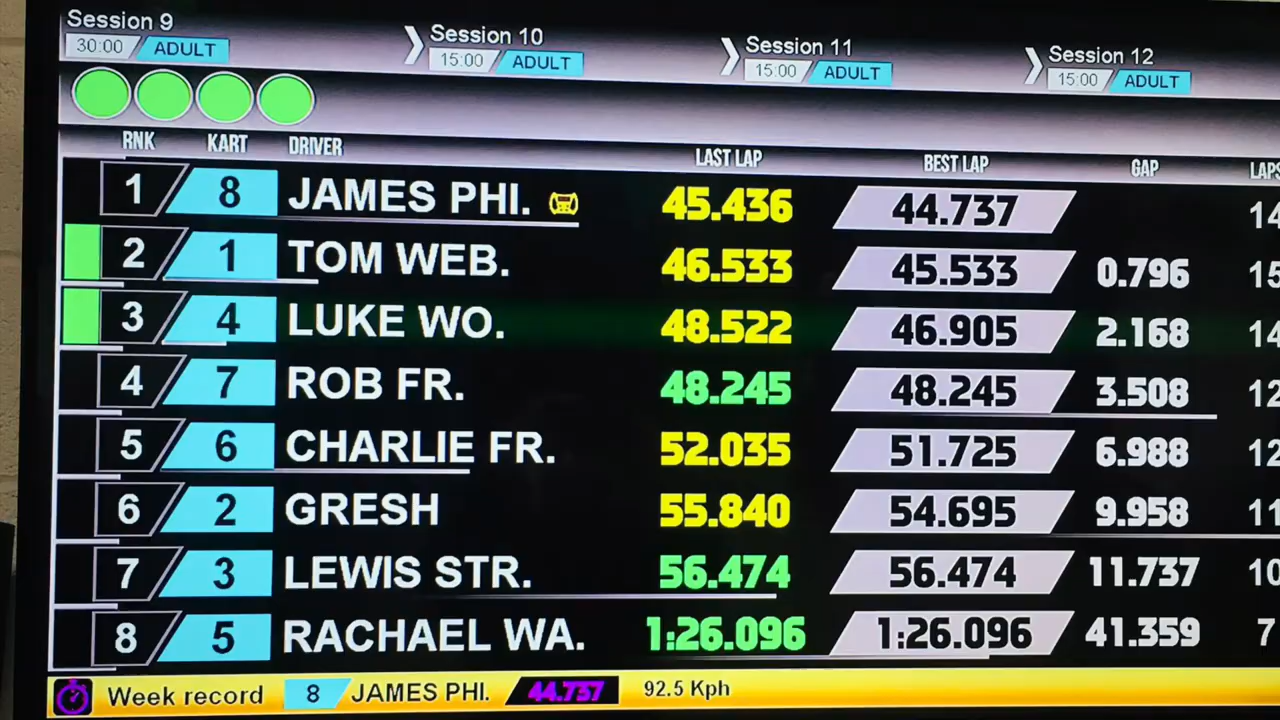 Session 9
30:00 ADULT
Session 10
15:00 ADULT
Session 11
15:00 ADULT
Session 12
15:00 ADULT
RNK KART DRIVER LAST LAP BEST LAP GAP LAPS
1 8 JAMES PHI. 45.436 44.737 14
2 1 TOM WEB. 46.533 45.533 0.796 15
3 4 LUKE WO. 48.522 46.905 2.168 14
4 7 ROB FR. 48.245 48.245 3.508 12
5 6 CHARLIE FR. 52.035 51.725 6.988 12
6 2 GRESH 55.840 54.695 9.958 11
7 3 LEWIS STR. 56.474 56.474 11.737 10
8 5 RACHAEL WA. 1:26.096 1:26.096 41.359 7
Week record 8 JAMES PHI. 44.737 92.5 Kph